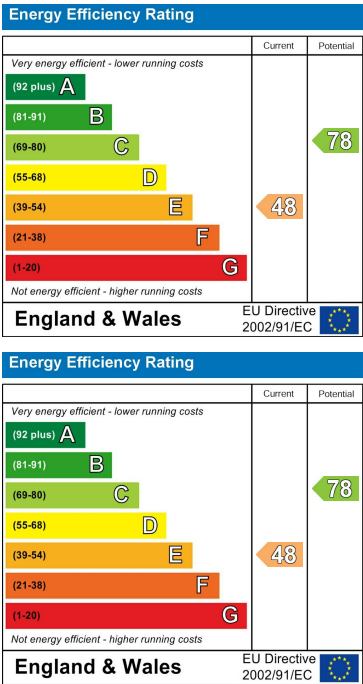 Energy Efficiency Rating
Current Potential
Very energy efficient - lower running costs
(92 plus) A
(81-91) B
(69-80) C
78
(55-68) D
(39-54) E
48
(21-38) F
(1-20) G
Not energy efficient - higher running costs
England & Wales
EU Directive
2002/91/EC
Energy Efficiency Rating
Current Potential
Very energy efficient - lower running costs
(92 plus) A
(81-91) B
(69-80) C
78
(55-68) D
(39-54) E
48
(21-38) F
(1-20) G
Not energy efficient - higher running costs
England & Wales
EU Directive
2002/91/EC